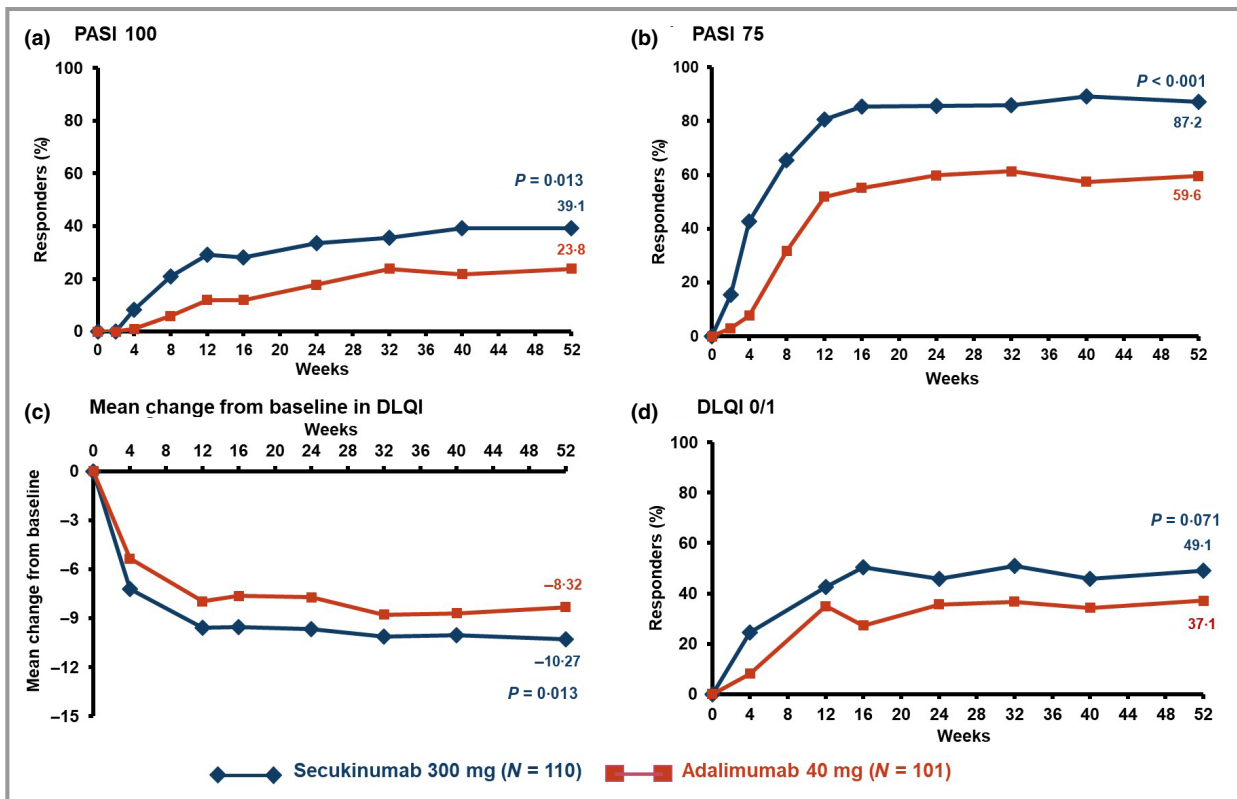 (a) PASI 100
100
80
60
40
20
0
Responders (%)
P = 0·013
39·1
23·8
0 4 8 12 16 20 24 28 32 36 40 44 48 52
Weeks
(b) PASI 75
100
80
60
40
20
0
Responders (%)
P < 0·001
87·2
59·6
0 4 8 12 16 20 24 28 32 36 40 44 48 52
Weeks
(c) Mean change from baseline in DLQI
Weeks
0 4 8 12 16 20 24 28 32 36 40 44 48 52
0
–3
–6
–9
–12
–15
Mean change from baseline
–8·32
–10·27
P = 0·013
(d) DLQI 0/1
100
80
60
40
20
0
Responders (%)
P = 0·071
49·1
37·1
0 4 8 12 16 20 24 28 32 36 40 44 48 52
Weeks
Secukinumab 300 mg (N = 110) Adalimumab 40 mg (N = 101)